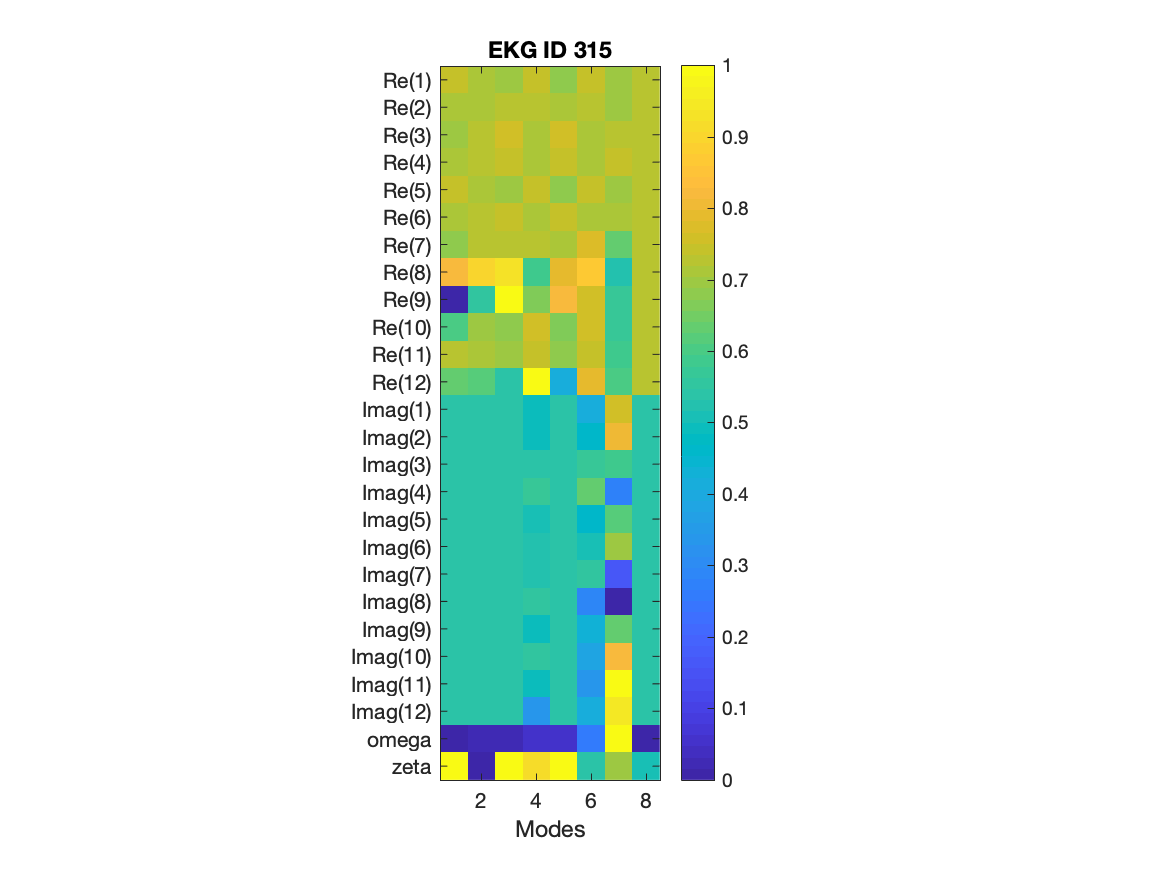 EKG ID 315
Re(1)
Re(2)
Re(3)
Re(4)
Re(5)
Re(6)
Re(7)
Re(8)
Re(9)
Re(10)
Re(11)
Re(12)
Imag(1)
Imag(2)
Imag(3)
Imag(4)
Imag(5)
Imag(6)
Imag(7)
Imag(8)
Imag(9)
Imag(10)
Imag(11)
Imag(12)
omega
zeta
2 4 6 8
Modes
1
0.9
0.8
0.7
0.6
0.5
0.4
0.3
0.2
0.1
0